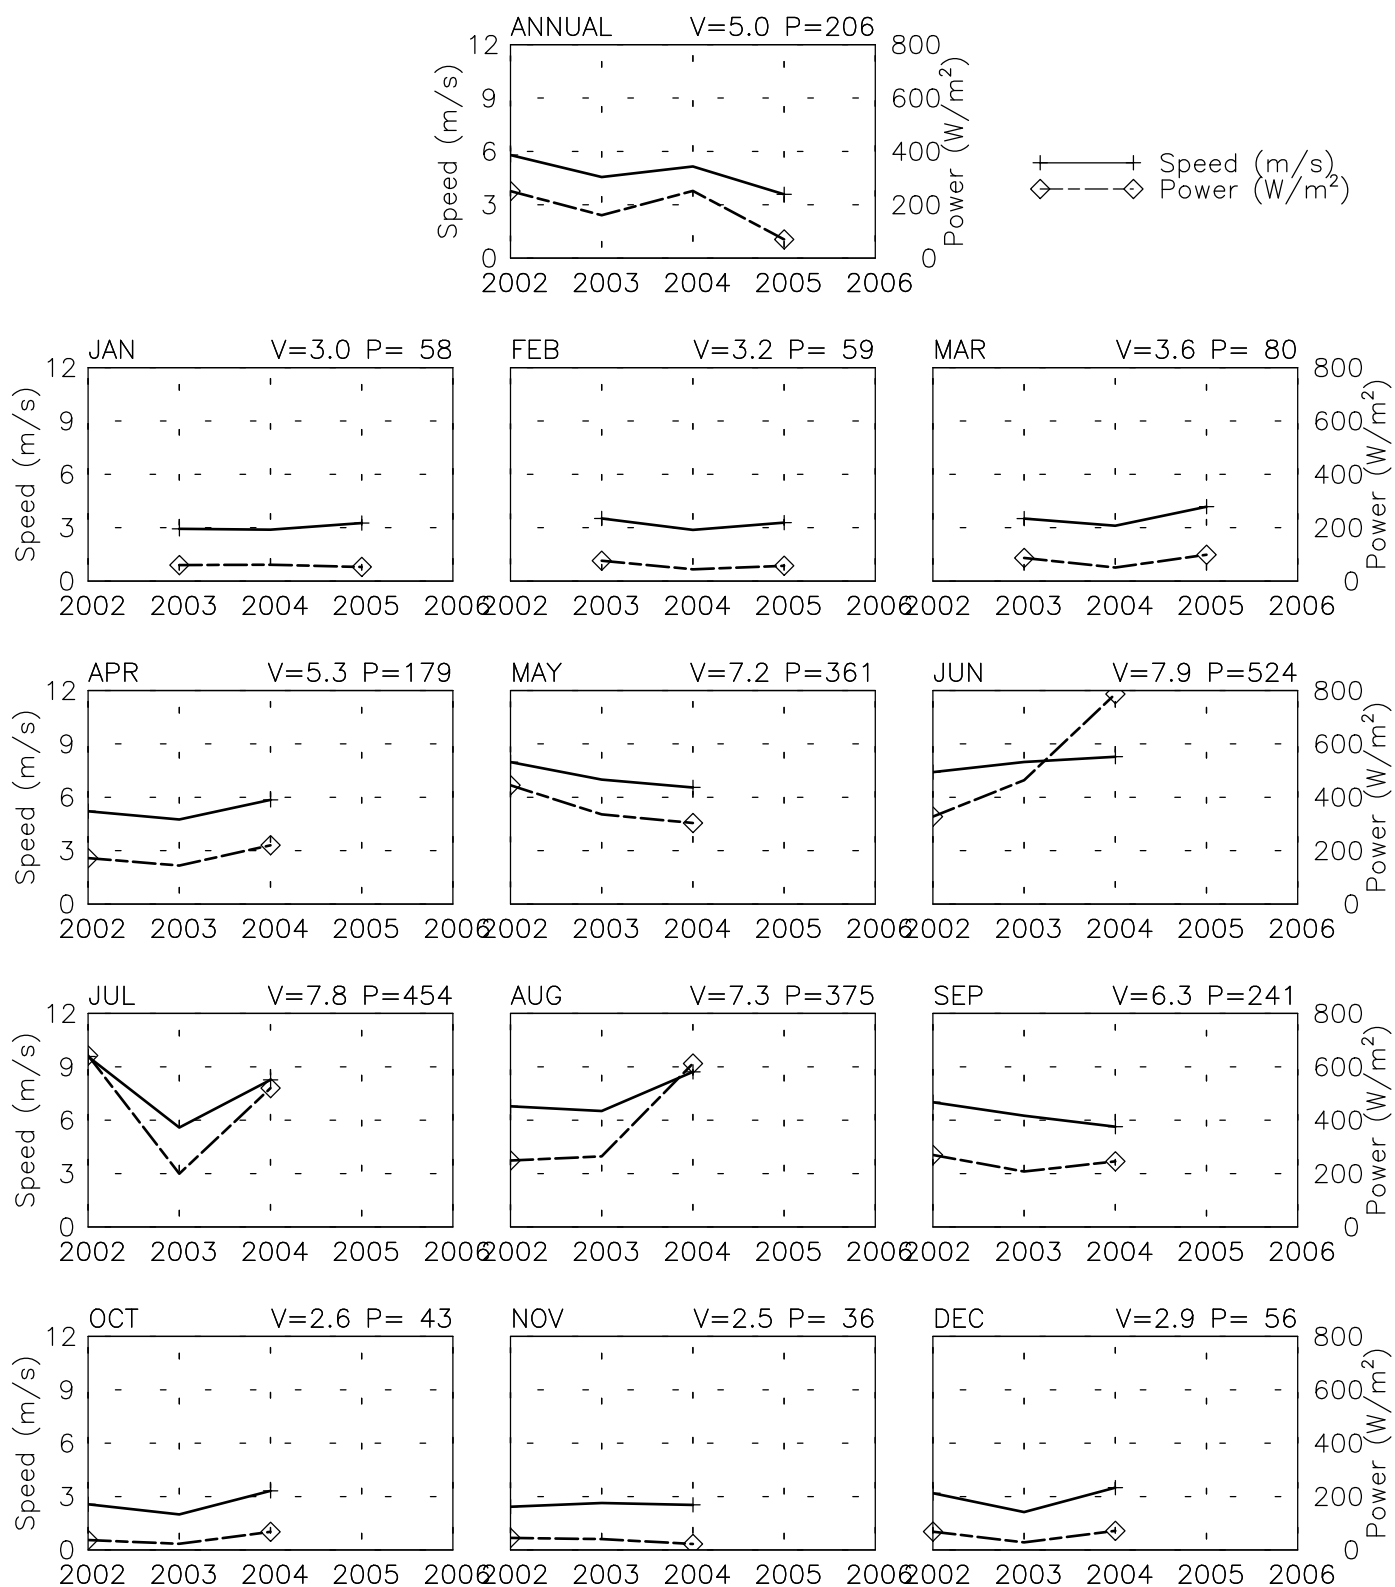 ANNUAL V=5.0 P=206
12 800
9 600
6 400
3 200
0 0
Speed (m/s)
Power (W/m²)
2002 2003 2004 2005 2006
Speed (m/s)
Power (W/m²)
JAN V=3.0 P= 58 FEB V=3.2 P= 59 MAR V=3.6 P= 80
12 800
9 600
6 400
3 200
0 0
Speed (m/s)
Power (W/m²)
2002 2003 2004 2005 2006 2002 2003 2004 2005 2006 2002 2003 2004 2005 2006
APR V=5.3 P=179 MAY V=7.2 P=361 JUN V=7.9 P=524
12 800
9 600
6 400
3 200
0 0
Speed (m/s)
Power (W/m²)
2002 2003 2004 2005 2006 2002 2003 2004 2005 2006 2002 2003 2004 2005 2006
JUL V=7.8 P=454 AUG V=7.3 P=375 SEP V=6.3 P=241
12 800
9 600
6 400
3 200
0 0
Speed (m/s)
Power (W/m²)
2002 2003 2004 2005 2006 2002 2003 2004 2005 2006 2002 2003 2004 2005 2006
OCT V=2.6 P= 43 NOV V=2.5 P= 36 DEC V=2.9 P= 56
12 800
9 600
6 400
3 200
0 0
Speed (m/s)
Power (W/m²)
2002 2003 2004 2005 2006 2002 2003 2004 2005 2006 2002 2003 2004 2005 2006